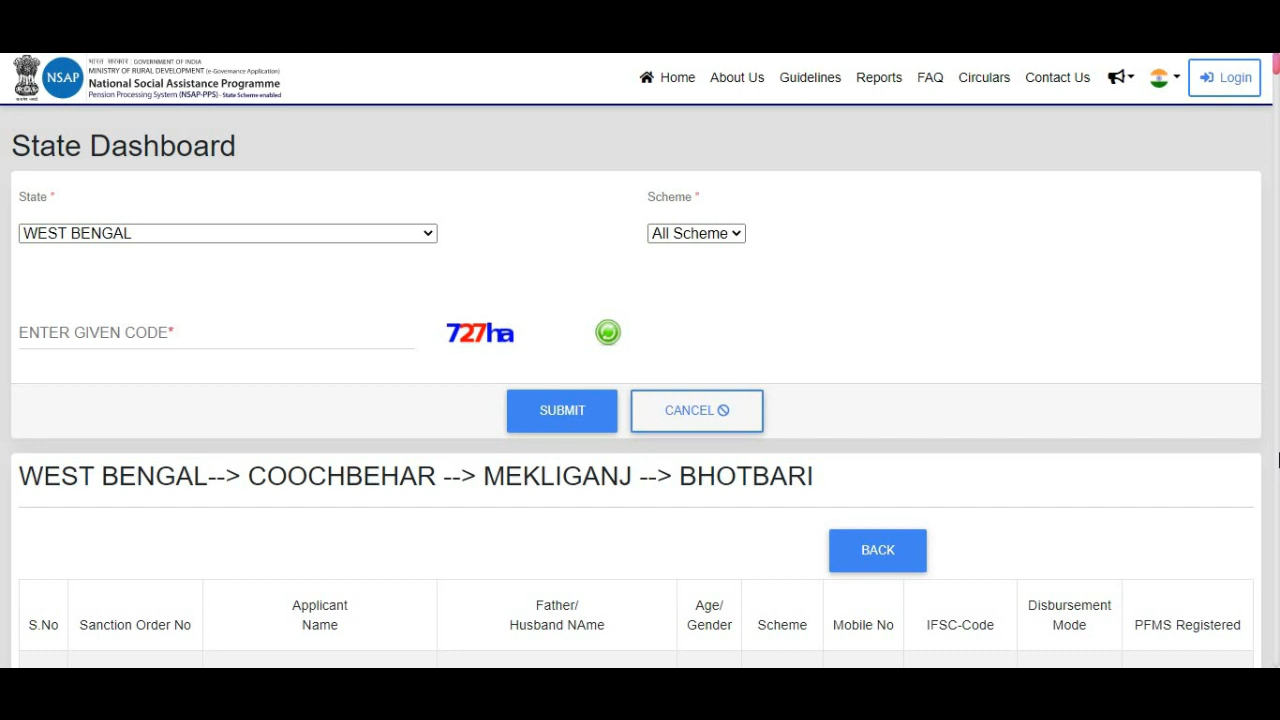 भारत सरकार | GOVERNMENT OF INDIA
MINISTRY OF RURAL DEVELOPMENT (e-Governance Application)
NSAP
National Social Assistance Programme
Pension Processing System (NSAP-PPS) - State Scheme enabled
Home About Us Guidelines Reports FAQ Circulars Contact Us Login
State Dashboard
State * Scheme *
WEST BENGAL All Scheme
ENTER GIVEN CODE* 727ha
SUBMIT CANCEL
WEST BENGAL--> COOCHBEHAR --> MEKLIGANJ --> BHOTBARI
BACK
S.No Sanction Order No Applicant Name Father/ Husband NAme Age/ Gender Scheme Mobile No IFSC-Code Disbursement Mode PFMS Registered